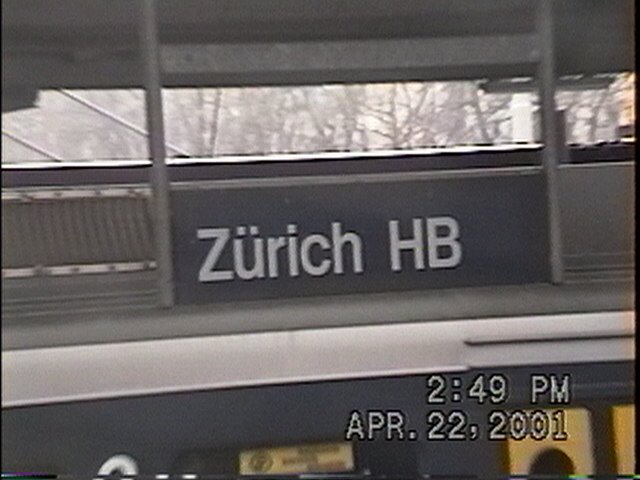 Zürich HB
2:49 PM
APR. 22, 2001